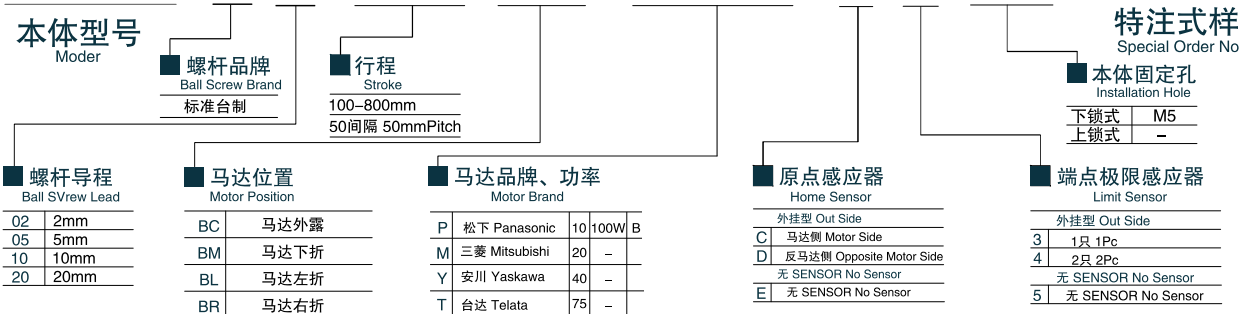 本体型号
Moder
特注式样
Special Order No
螺杆品牌
Ball Screw Brand
标准台制
行程
Stroke
100-800mm
50间隔 50mmPitch
本体固定孔
Installation Hole
下锁式 M5
上锁式 -
螺杆导程
Ball SVrew Lead
02 2mm
05 5mm
10 10mm
20 20mm
马达位置
Motor Position
BC 马达外露
BM 马达下折
BL 马达左折
BR 马达右折
马达品牌、功率
Motor Brand
P 松下 Panasonic 10 100W B
M 三菱 Mitsubishi 20 -
Y 安川 Yaskawa 40 -
T 台达 Telata 75 -
原点感应器
Home Sensor
外挂型 Out Side
C 马达侧 Motor Side
D 反马达侧 Opposite Motor Side
无 SENSOR No Sensor
E 无 SENSOR No Sensor
端点极限感应器
Limit Sensor
外挂型 Out Side
3 1只 1Pc
4 2只 2Pc
无 SENSOR No Sensor
5 无 SENSOR No Sensor